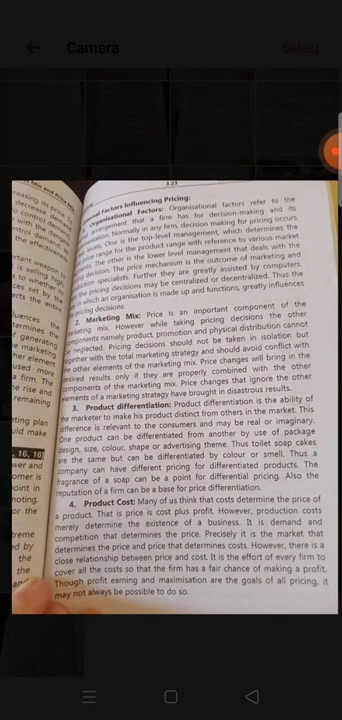 Camera
Select
3.23
Mix and Price
Factors Influencing Pricing:
Organisational Factors: Organisational factors refer to the
arrangement that a firm has for decision-making and its
Normally in any firm, decision making for pricing occurs
levels. One is the top-level management, which determines the
price range for the product range with reference to various market
The other is the lower level management that deals with the
decision. The price mechanism is the outcome of marketing and
specialists. Further they are greatly assisted by computers.
the pricing decisions may be centralized or decentralized. Thus the
in which an organisation is made up and functions, greatly influences
pricing decisions.
2. Marketing Mix: Price is an important component of the
marketing mix. However while taking pricing decisions the other
components namely product, promotion and physical distribution cannot
be neglected. Pricing decisions should not be taken in isolation but
together with the total marketing strategy and should avoid conflict with
the other elements of the marketing mix. Price changes will bring in the
desired results only if they are properly combined with the other
components of the marketing mix. Price changes that ignore the other
elements of a marketing strategy have brought in disastrous results.
3. Product differentiation: Product differentiation is the ability of
the marketer to make his product distinct from others in the market. This
difference is relevant to the consumers and may be real or imaginary.
One product can be differentiated from another by use of package
design, size, colour, shape or advertising theme. Thus toilet soap cakes
are the same but can be differentiated by colour or smell. Thus a
company can have different pricing for differentiated products. The
fragrance of a soap can be a point for differential pricing. Also the
reputation of a firm can be a base for price differentiation.
4. Product Cost: Many of us think that costs determine the price of
a product. That is price is cost plus profit. However, production costs
merely determine the existence of a business. It is demand and
competition that determines the price. Precisely it is the market that
determines the price and price that determines costs. However, there is a
close relationship between price and cost. It is the effort of every firm to
cover all the costs so that the firm has a fair chance of making a profit.
Though profit earning and maximisation are the goals of all pricing, it
may not always be possible to do so.